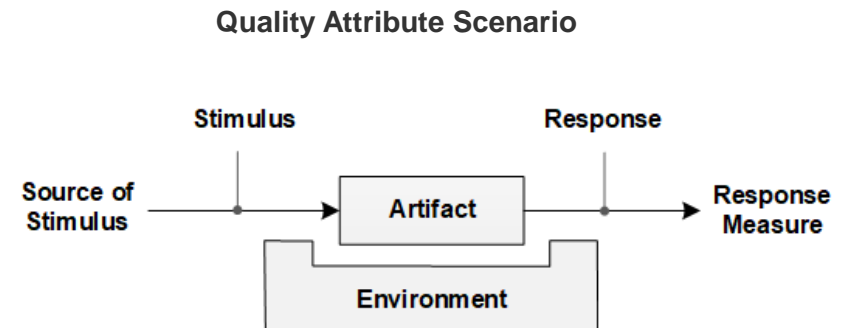 Quality Attribute Scenario
Stimulus
Response
Source of
Stimulus
Artifact
Response
Measure
Environment